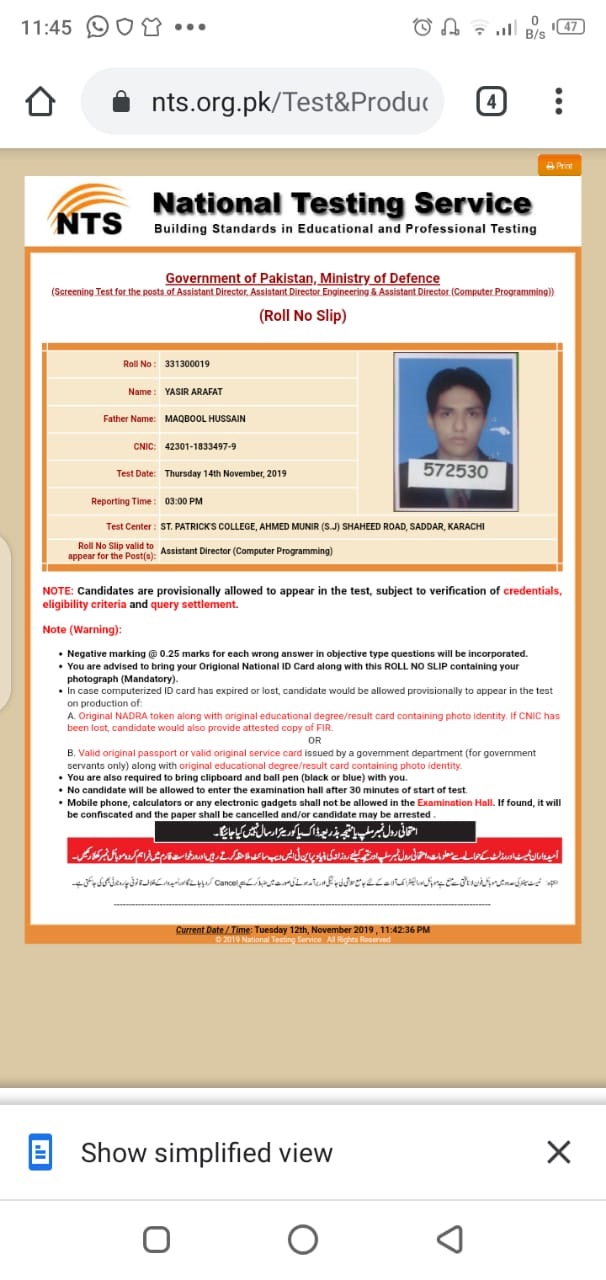 11:45
0
B/s
47
nts.org.pk/Test&Produc
4
Print
NTS
National Testing Service
Building Standards in Educational and Professional Testing
Government of Pakistan, Ministry of Defence
(Screening Test for the posts of Assistant Director, Assistant Director Engineering & Assistant Director (Computer Programming))
(Roll No Slip)
Roll No : 331300019
Name : YASIR ARAFAT
Father Name: MAQBOOL HUSSAIN
CNIC: 42301-1833497-9
Test Date: Thursday 14th November, 2019
Reporting Time : 03:00 PM
572530
Test Center : ST. PATRICK'S COLLEGE, AHMED MUNIR (S.J) SHAHEED ROAD, SADDAR, KARACHI
Roll No Slip valid to
appear for the Post(s): Assistant Director (Computer Programming)
NOTE: Candidates are provisionally allowed to appear in the test, subject to verification of credentials,
eligibility criteria and query settlement.
Note (Warning):
• Negative marking @ 0.25 marks for each wrong answer in objective type questions will be incorporated.
• You are advised to bring your Origional National ID Card along with this ROLL NO SLIP containing your
photograph (Mandatory).
• In case computerized ID card has expired or lost, candidate would be allowed provisionally to appear in the test
on production of:
A. Original NADRA token along with original educational degree/result card containing photo identity. If CNIC has
been lost, candidate would also provide attested copy of FIR.
OR
B. Valid original passport or valid original service card issued by a government department (for government
servants only) along with original educational degree/result card containing photo identity.
• You are also required to bring clipboard and ball pen (black or blue) with you.
• No candidate will be allowed to enter the examination hall after 30 minutes of start of test.
• Mobile phone, calculators or any electronic gadgets shall not be allowed in the Examination Hall. If found, it will
be confiscated and the paper shall be cancelled and/or candidate may be arrested .
امتحانی رول نمبر سلپ یا نتیجہ بذریعہ ڈاک یا کوریئر ارسال نہیں کیا جائیگا۔
Cancel
Current Date / Time: Tuesday 12th, November 2019 , 11:42:36 PM
© 2019 National Testing Service All Rights Reserved
Show simplified view